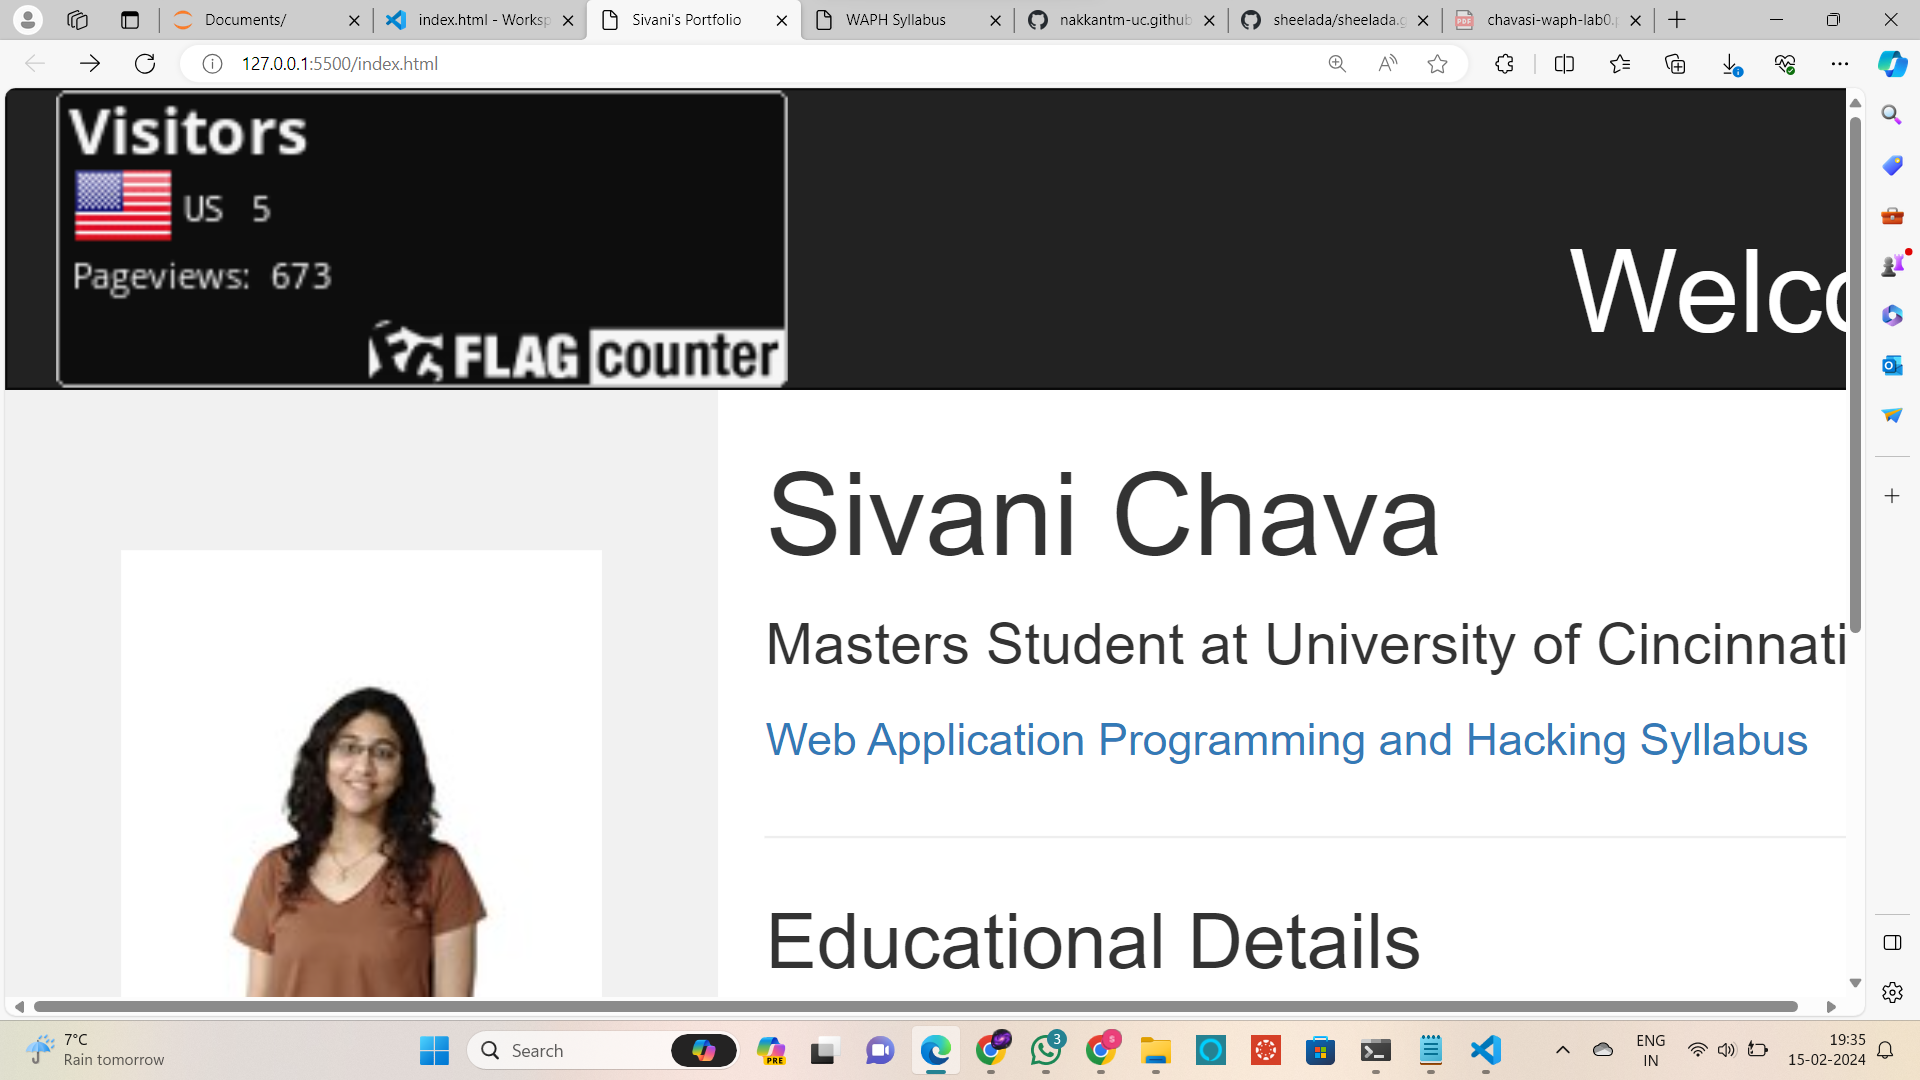 Documents/
index.html - Worksp
Sivani's Portfolio
WAPH Syllabus
nakkantm-uc.github
sheelada/sheelada.g
chavasi-waph-lab0.p
127.0.0.1:5500/index.html
Visitors
US 5
Pageviews: 673
FLAG counter
Welco
Sivani Chava
Masters Student at University of Cincinnati
Web Application Programming and Hacking Syllabus
Educational Details
7°C
Rain tomorrow
Search
PRE
3
S
ENG
IN
19:35
15-02-2024